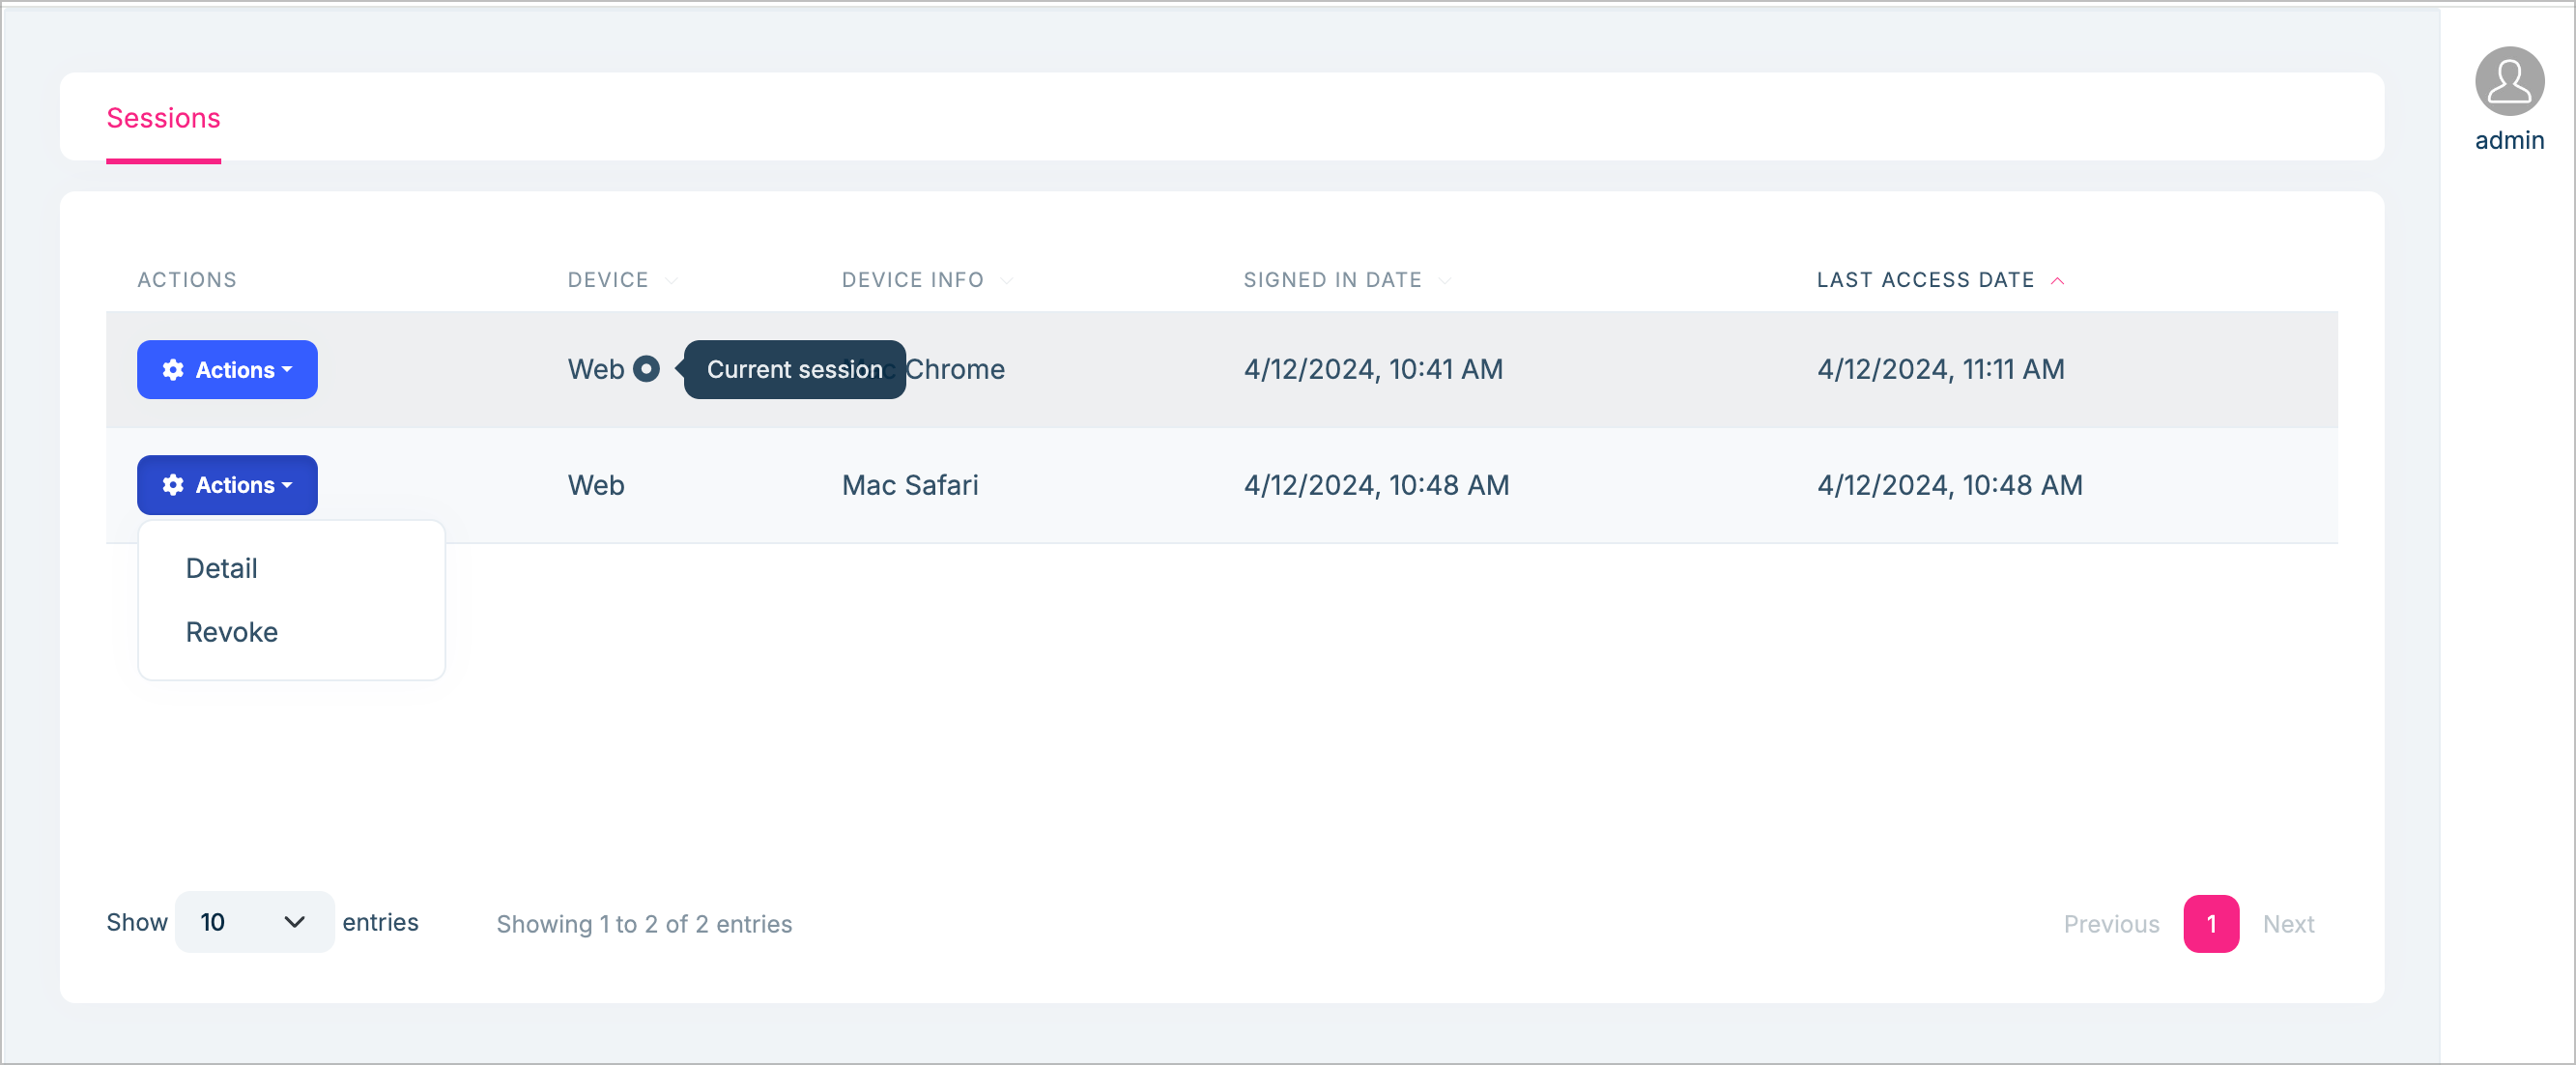 Sessions
admin
ACTIONS DEVICE DEVICE INFO SIGNED IN DATE LAST ACCESS DATE
Actions Web Current session Chrome 4/12/2024, 10:41 AM 4/12/2024, 11:11 AM
Actions Web Mac Safari 4/12/2024, 10:48 AM 4/12/2024, 10:48 AM
Detail
Revoke
Show 10 entries Showing 1 to 2 of 2 entries Previous 1 Next